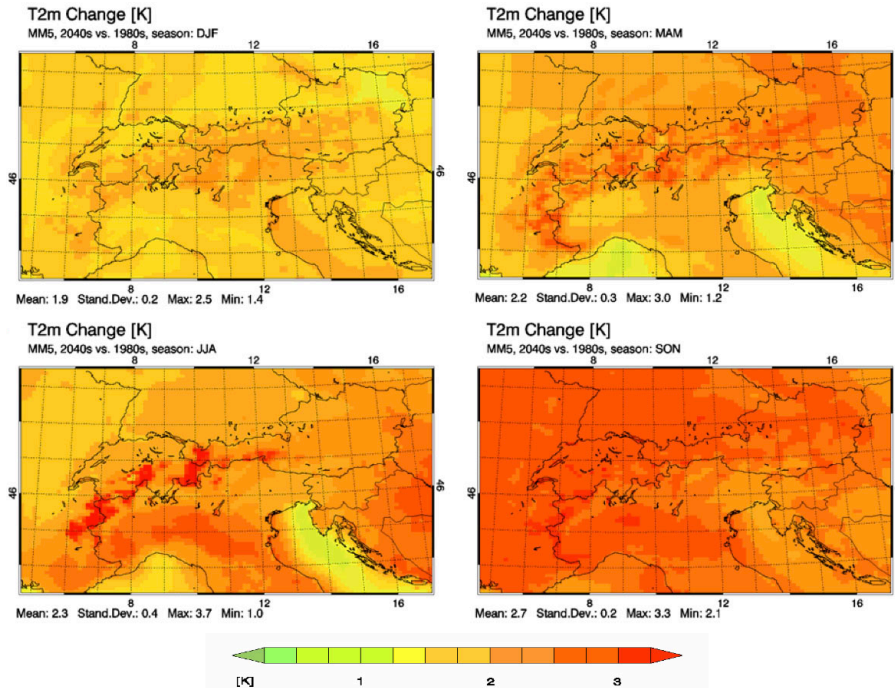 T2m Change [K]
MM5, 2040s vs. 1980s, season: DJF
8 12 16
46 46
8 12 16
Mean: 1.9 Stand.Dev.: 0.2 Max: 2.5 Min: 1.4
T2m Change [K]
MM5, 2040s vs. 1980s, season: MAM
8 12 16
46
8 12 16
Mean: 2.2 Stand.Dev.: 0.3 Max: 3.0 Min: 1.2
T2m Change [K]
MM5, 2040s vs. 1980s, season: JJA
8 12 16
46 46
8 12 16
Mean: 2.3 Stand.Dev.: 0.4 Max: 3.7 Min: 1.0
T2m Change [K]
MM5, 2040s vs. 1980s, season: SON
8 12 16
46
8 12 16
Mean: 2.7 Stand.Dev.: 0.2 Max: 3.3 Min: 2.1
[K] 1 2 3